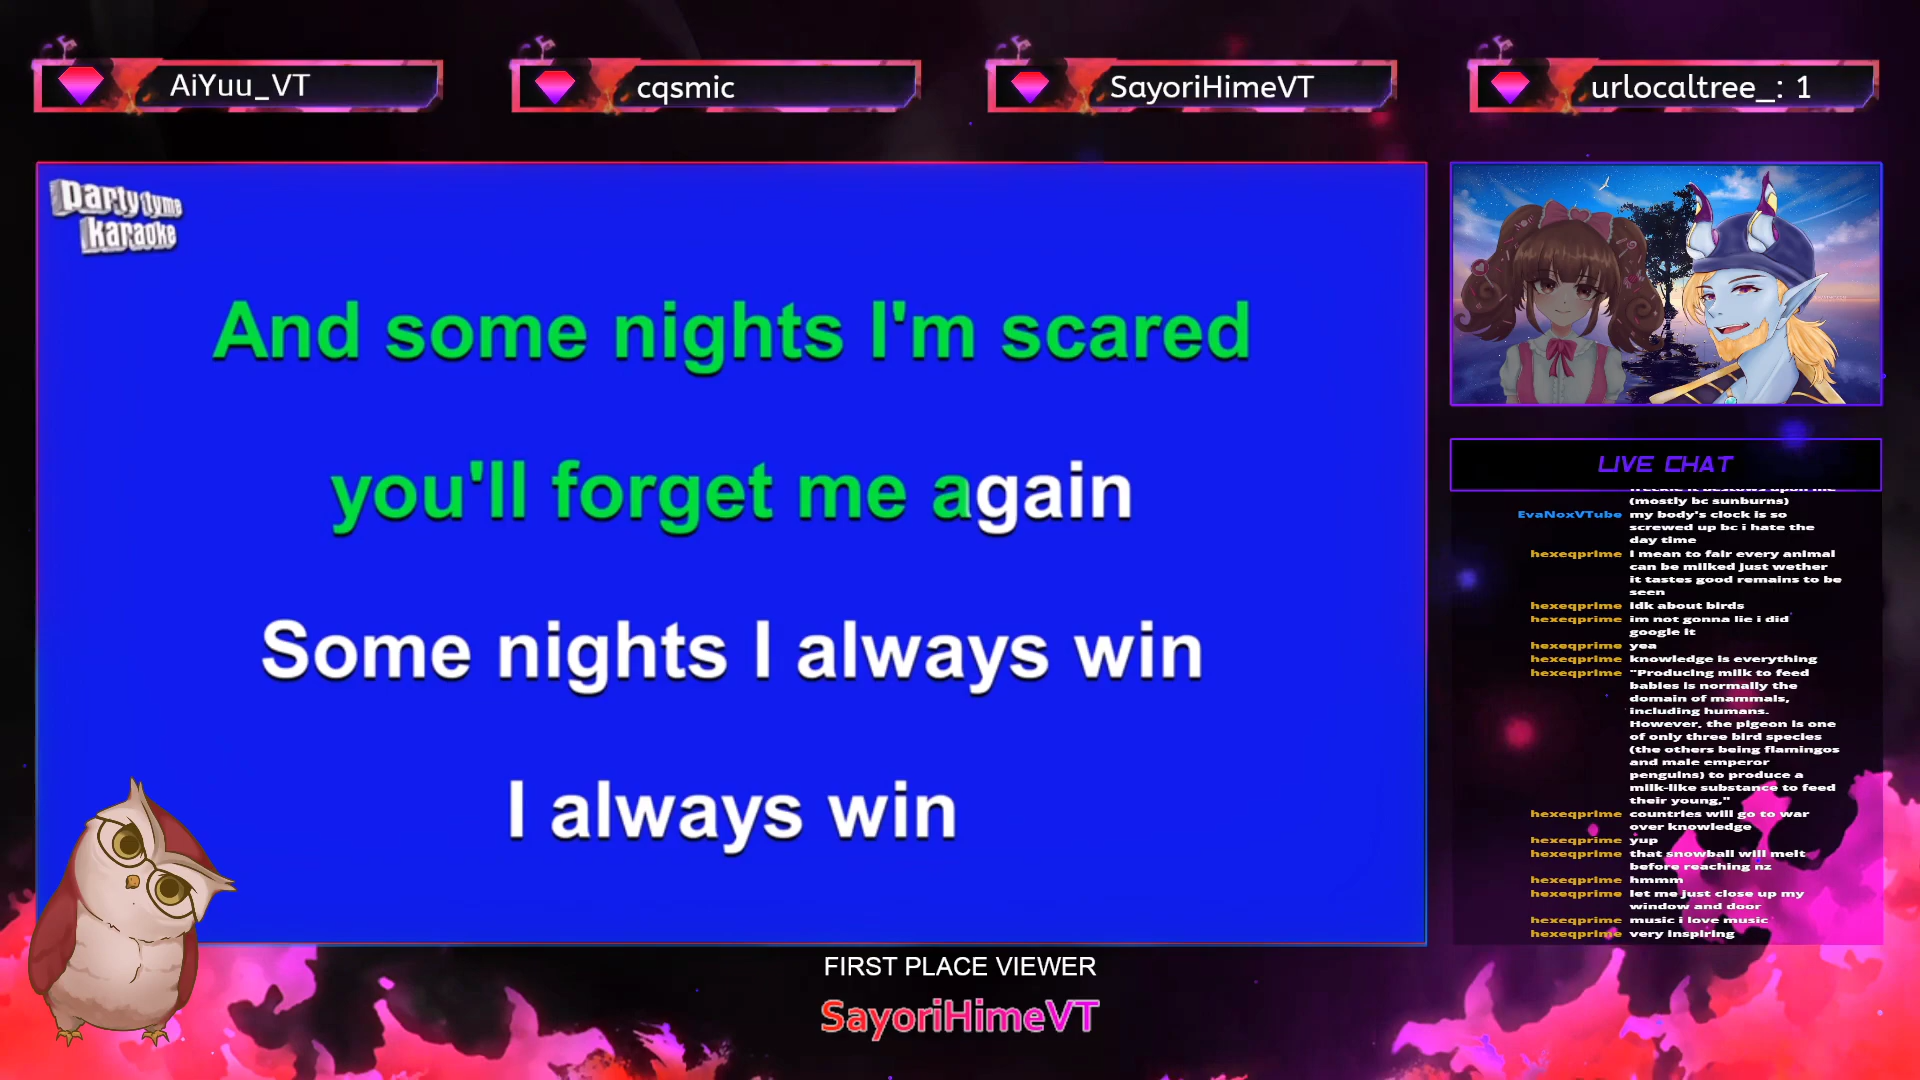 AiYuu_VT
cqsmic
SayoriHimeVT
urlocaltree_: 1
party tyme
karaoke
And some nights I'm scared
you'll forget me again
Some nights I always win
I always win
LIVE CHAT
(mostly bc sunburns)
EvaNoxVTube my body's clock is so
screwed up bc i hate the
day time
hexeqprime I mean to fair every animal
can be milked just wether
it tastes good remains to be
seen
hexeqprime Idk about birds
hexeqprime im not gonna lie i did
google it
hexeqprime yea
hexeqprime knowledge is everything
hexeqprime "Producing milk to feed
babies is normally the
domain of mammals,
including humans.
However, the pigeon is one
of only three bird species
(the others being flamingos
and male emperor
penguins) to produce a
milk-like substance to feed
their young,"
hexeqprime countries will go to war
over knowledge
hexeqprime yup
hexeqprime that snowball will melt
before reaching nz
hexeqprime hmmm
hexeqprime let me just close up my
window and door
hexeqprime music i love music
hexeqprime very inspiring
FIRST PLACE VIEWER
SayoriHimeVT